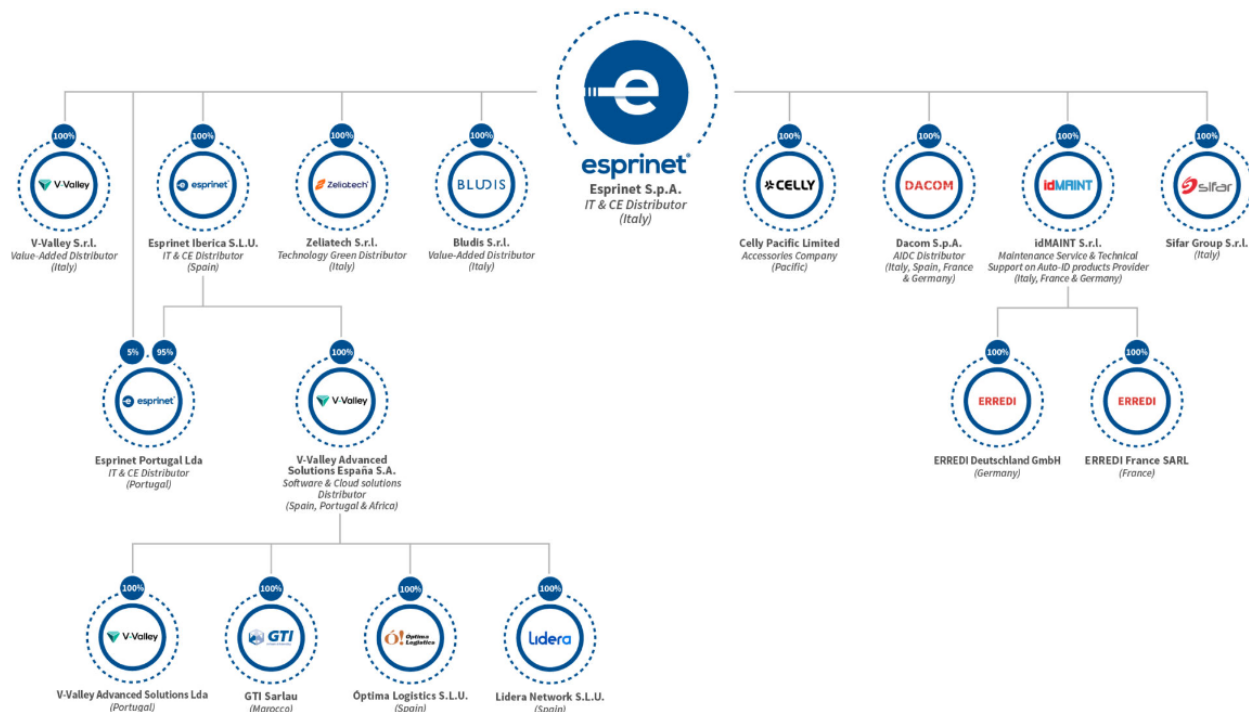 e
esprinet®
Esprinet S.p.A.
IT & CE Distributor
(Italy)
100%
V-Valley
V-Valley S.r.l.
Value-Added Distributor
(Italy)
100%
esprinet®
Esprinet Iberica S.L.U.
IT & CE Distributor
(Spain)
100%
Zeliatech®
Zeliatech S.r.l.
Technology Green Distributor
(Italy)
100%
BLUDIS
Bludis S.r.l.
Value-Added Distributor
(Italy)
100%
CELLY
Celly Pacific Limited
Accessories Company
(Pacific)
100%
DACOM
Dacom S.p.A.
AIDC Distributor
(Italy, Spain, France
& Germany)
100%
idMAINT
idMAINT S.r.l.
Maintenance Service & Technical
Support on Auto-ID products Provider
(Italy, France & Germany)
100%
sifar
Sifar Group S.r.l.
(Italy)
5%
95%
esprinet®
Esprinet Portugal Lda
IT & CE Distributor
(Portugal)
100%
V-Valley
V-Valley Advanced
Solutions España S.A.
Software & Cloud solutions
Distributor
(Spain, Portugal & Africa)
100%
ERREDI
ERREDI Deutschland GmbH
(Germany)
100%
ERREDI
ERREDI France SARL
(France)
100%
V-Valley
V-Valley Advanced Solutions Lda
(Portugal)
100%
GTI
GTI Sarlau
(Marocco)
100%
Ó! Optima
Logistics
Óptima Logistics S.L.U.
(Spain)
100%
Lidera
Lidera Network S.L.U.
(Spain)